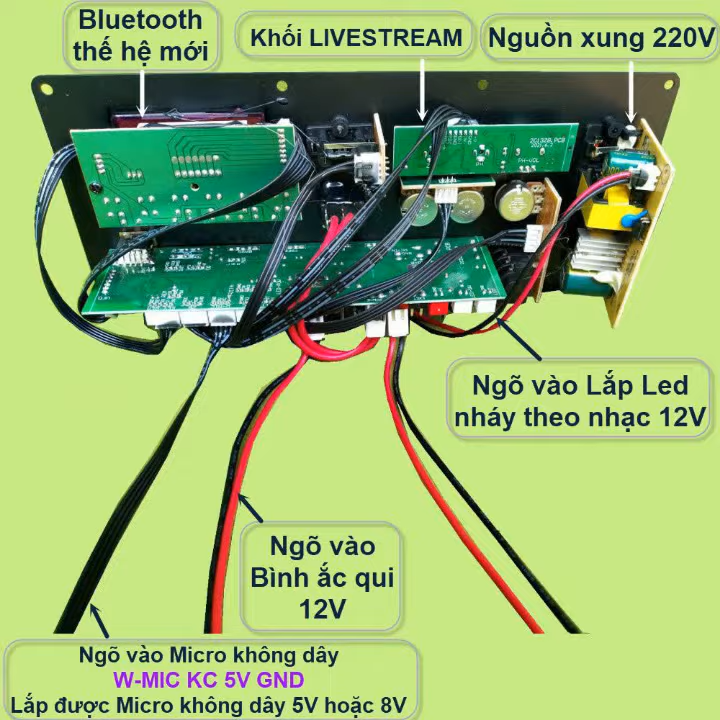 Bluetooth
thế hệ mới
Khối LIVESTREAM
Nguồn xung 220V
Ngõ vào Lắp Led
nháy theo nhạc 12V
Ngõ vào
Bình ắc qui
12V
Ngõ vào Micro không dây
W-MIC KC 5V GND
Lắp được Micro không dây 5V hoặc 8V